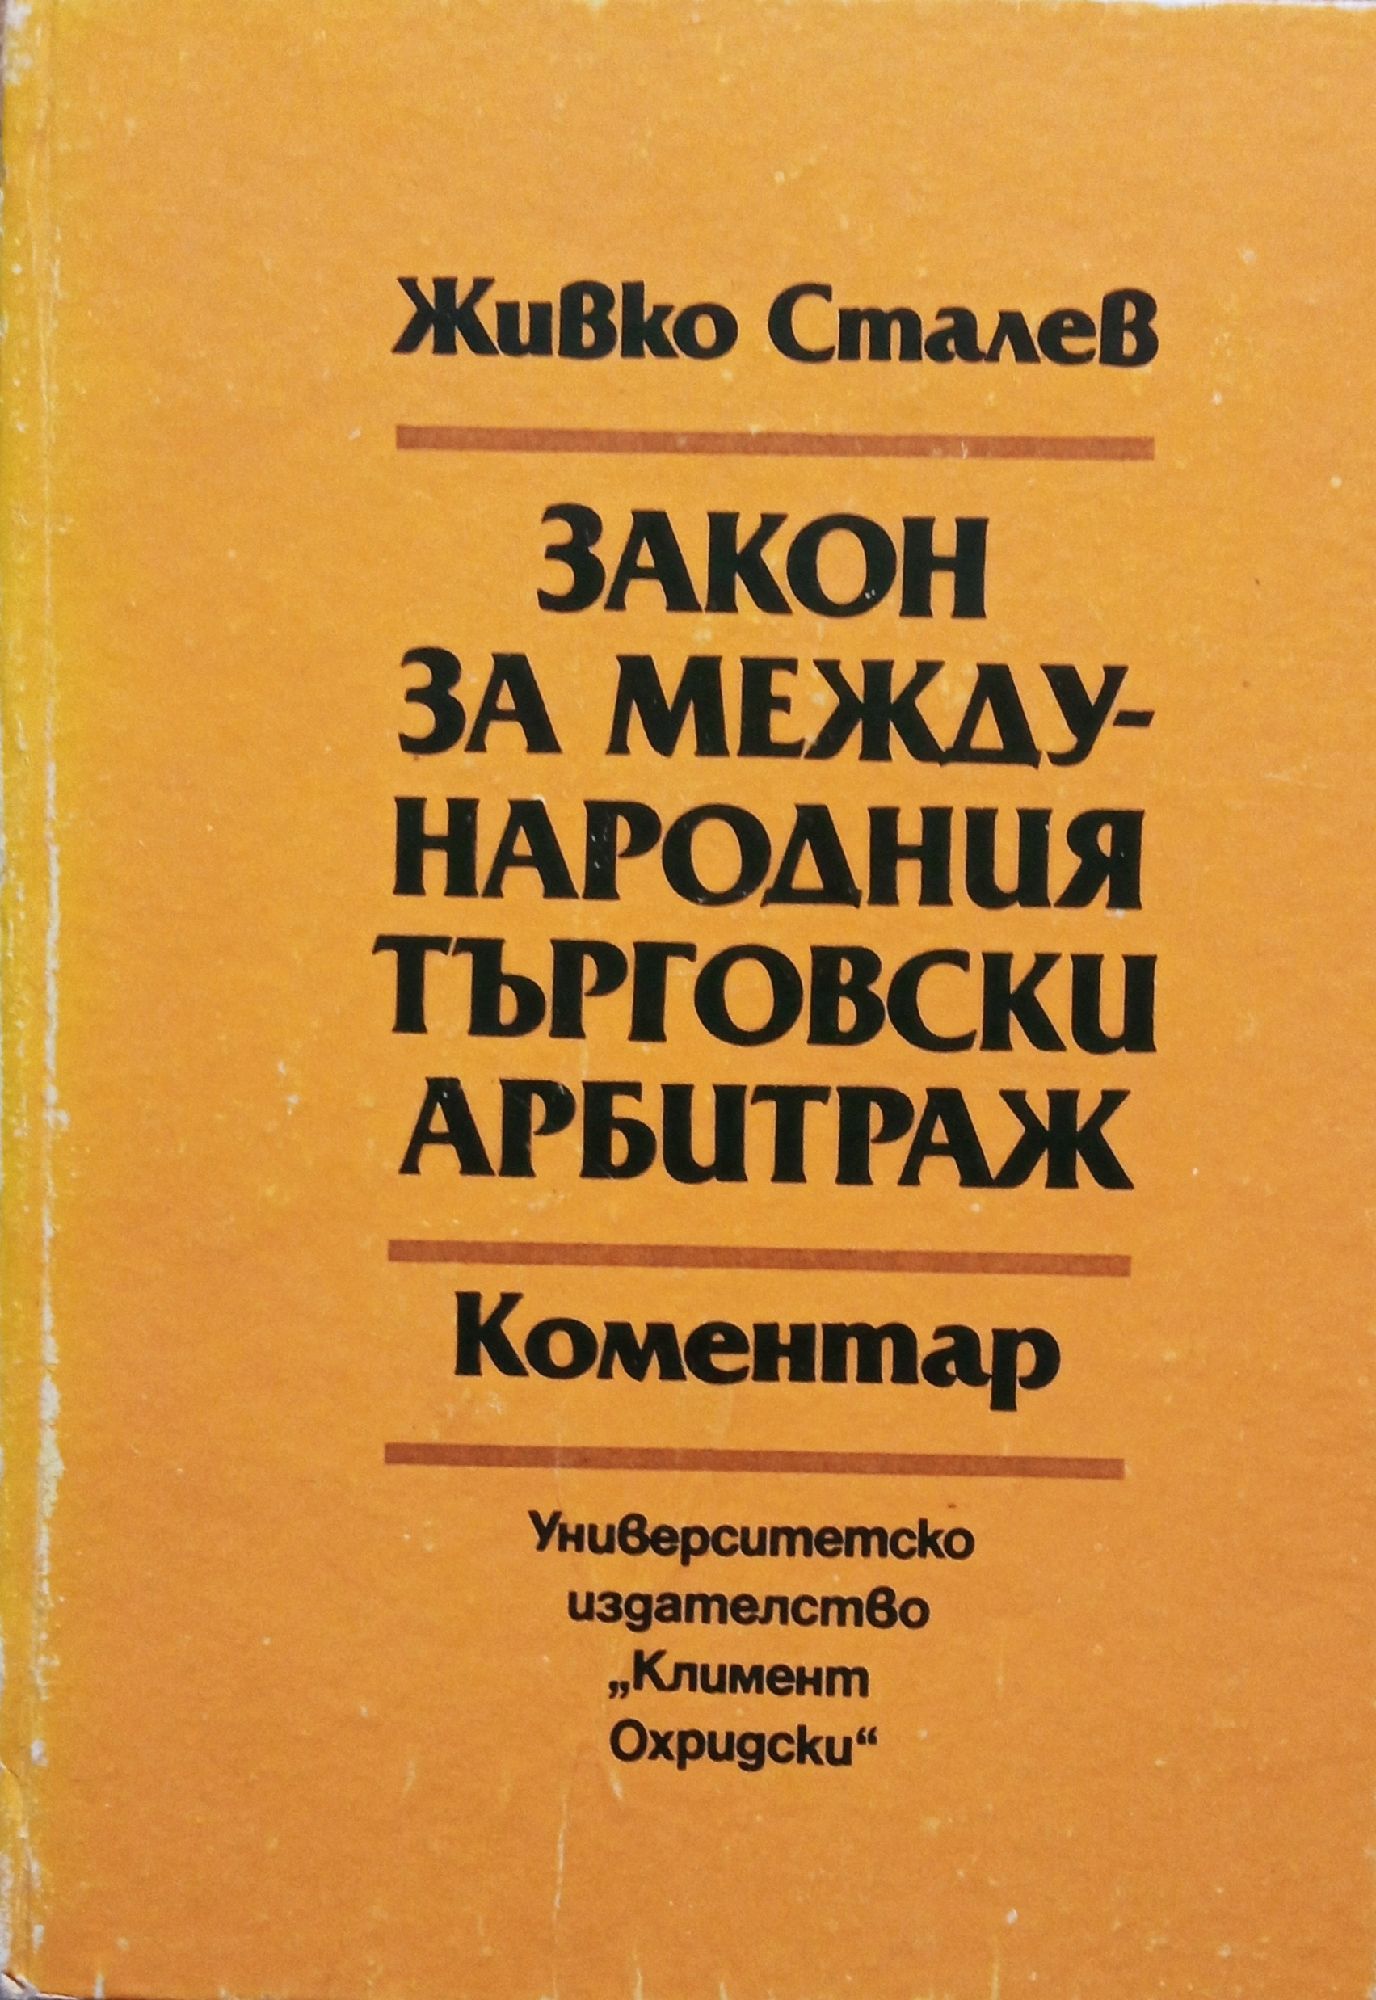 Живко Сталев
ЗАКОН
ЗА МЕЖДУ-
НАРОДНИЯ
ТЪРГОВСКИ
АРБИТРАЖ
Коментар
Университетско
издателство
„Климент
Охридски“